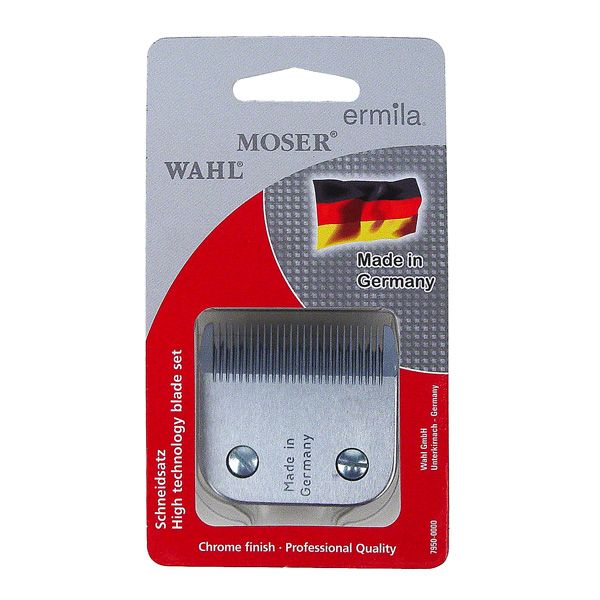 ermila®
MOSER®
WAHL®
Made in
Germany
Made in
Germany
Schneidsatz
High technology blade set
Wahl GmbH
Unterkirnach - Germany
7950-0000
Chrome finish · Professional Quality